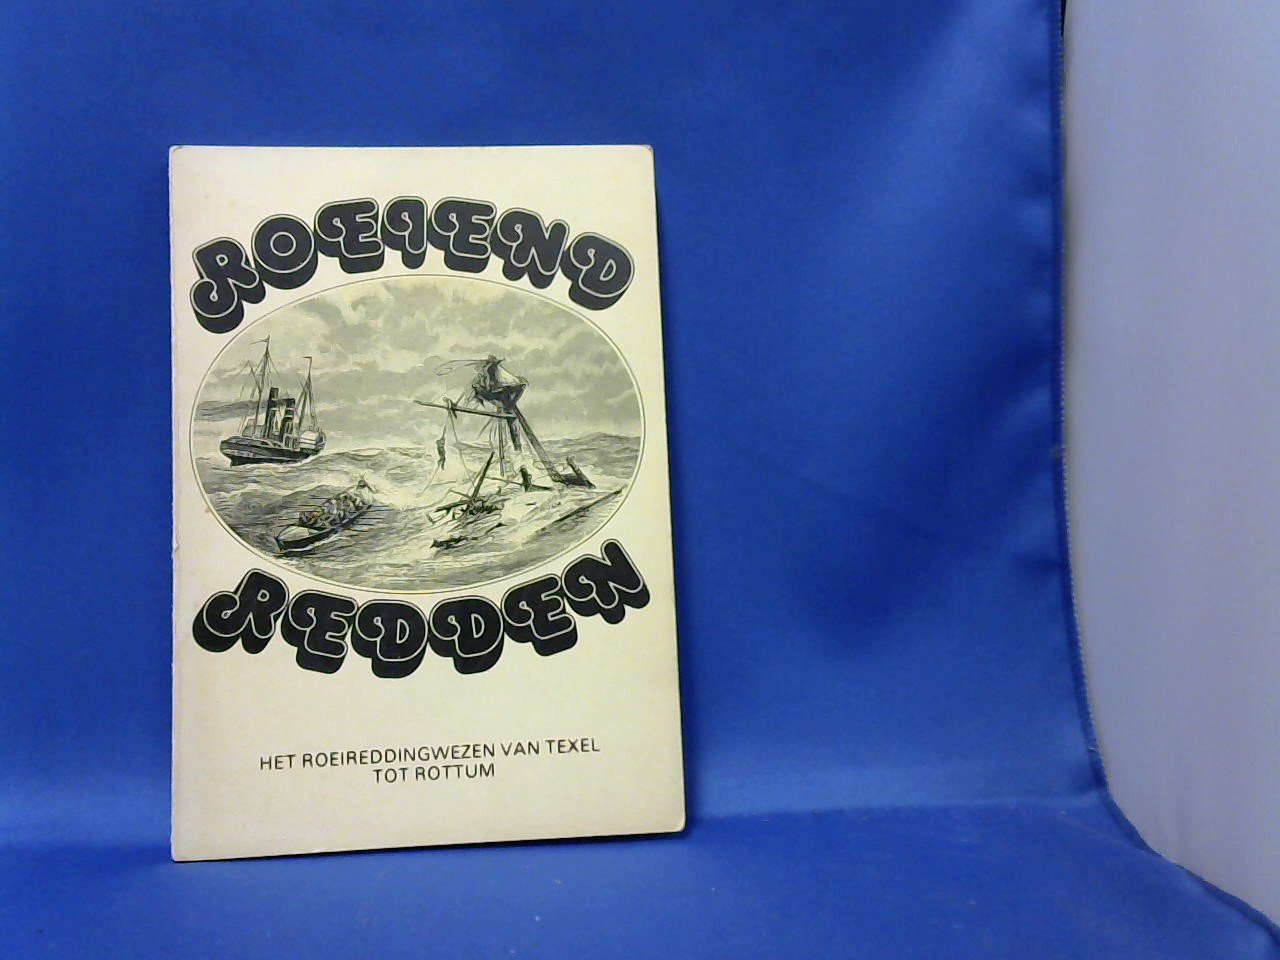 ROEIEND
REDDEN
HET ROEIREDDINGWEZEN VAN TEXEL
TOT ROTTUM